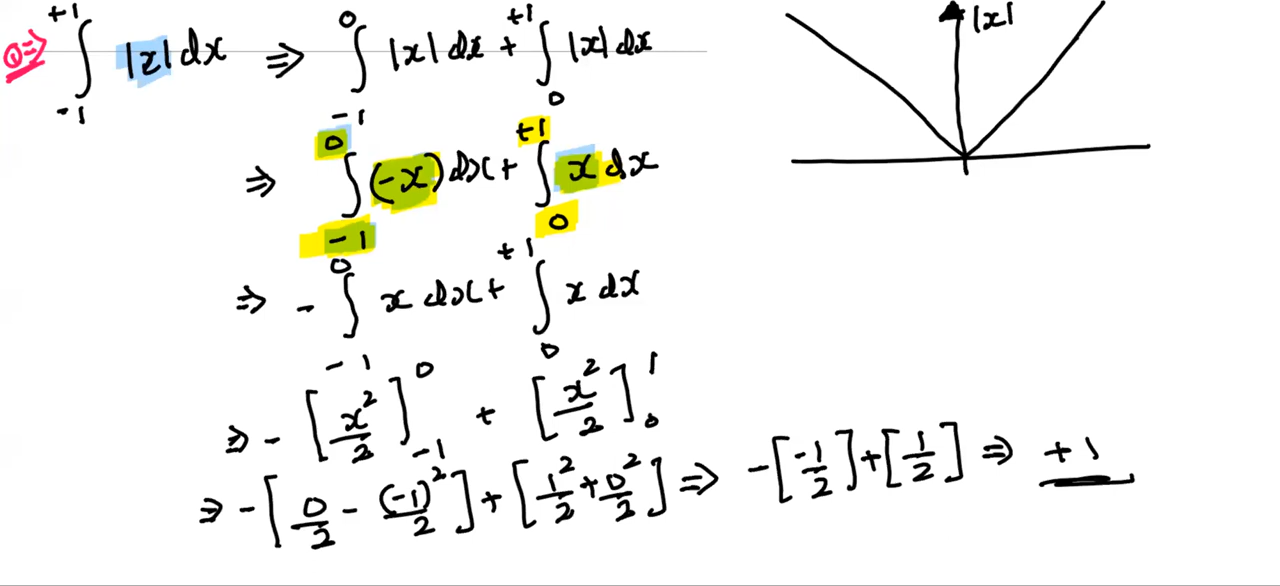 Q⇒ ∫_{-1}^{+1} |x| dx ⇒ ∫_{-1}^{0} |x| dx + ∫_{0}^{+1} |x| dx
|x|
⇒ ∫_{-1}^{0} (-x) dx + ∫_{0}^{+1} x dx
⇒ - ∫_{-1}^{0} x dx + ∫_{0}^{+1} x dx
⇒ - [x²/2]_{-1}^{0} + [x²/2]_{0}^{1}
⇒ - [0/2 - (-1)²/2] + [1²/2 + 0²/2] ⇒ - [-1/2] + [1/2] ⇒ +1